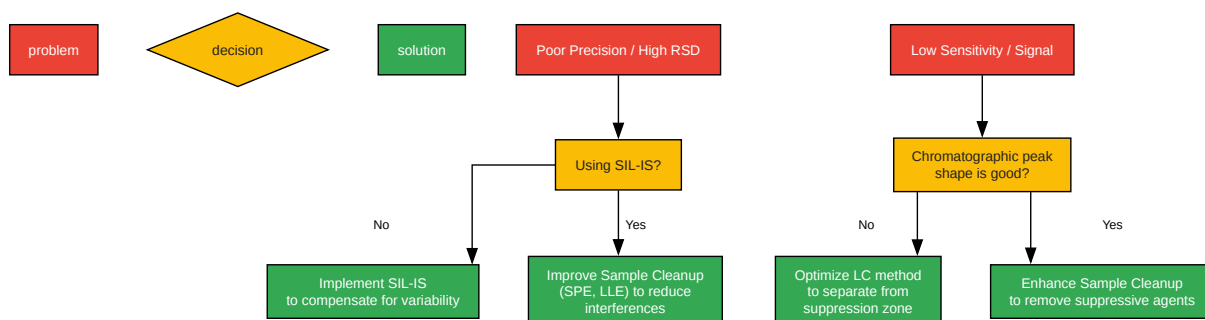 problem
decision
solution
Poor Precision / High RSD
Low Sensitivity / Signal
Using SIL-IS?
Chromatographic peak
shape is good?
No
Yes
No
Yes
Implement SIL-IS
to compensate for variability
Improve Sample Cleanup
(SPE, LLE) to reduce
interferences
Optimize LC method
to separate from
suppression zone
Enhance Sample Cleanup
to remove suppressive agents